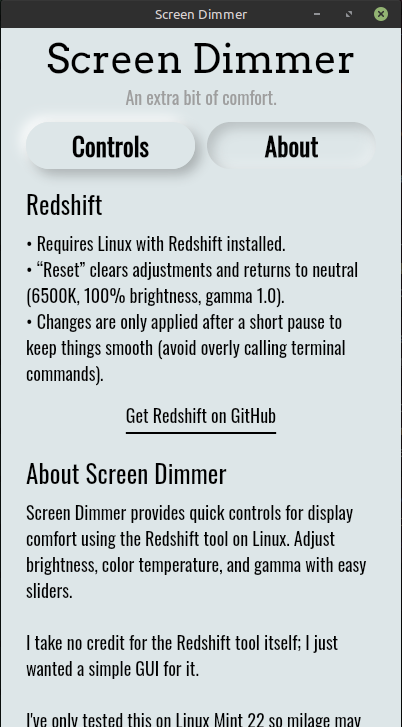 Screen Dimmer
Screen Dimmer
An extra bit of comfort.
Controls
About
Redshift
• Requires Linux with Redshift installed.
• “Reset” clears adjustments and returns to neutral
(6500K, 100% brightness, gamma 1.0).
• Changes are only applied after a short pause to
keep things smooth (avoid overly calling terminal
commands).
Get Redshift on GitHub
About Screen Dimmer
Screen Dimmer provides quick controls for display
comfort using the Redshift tool on Linux. Adjust
brightness, color temperature, and gamma with easy
sliders.
I take no credit for the Redshift tool itself; I just
wanted a simple GUI for it.
I've only tested this on Linux Mint 22 so milage may